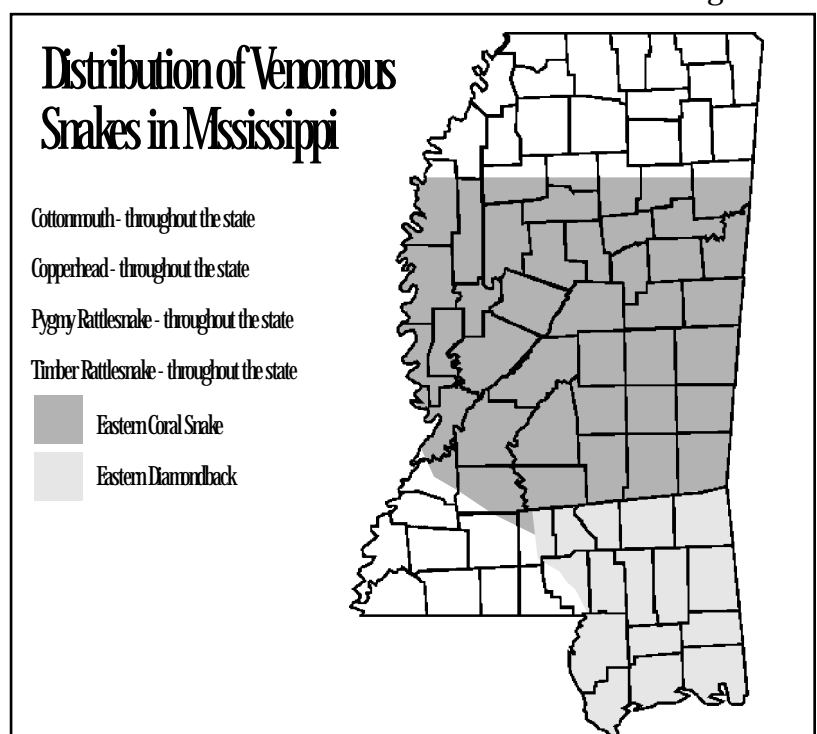 Distribution of Venomous
Snakes in Mississippi
Cottonmouth - throughout the state
Copperhead - throughout the state
Pygmy Rattlesnake - throughout the state
Timber Rattlesnake - throughout the state
Eastern Coral Snake
Eastern Diamondback